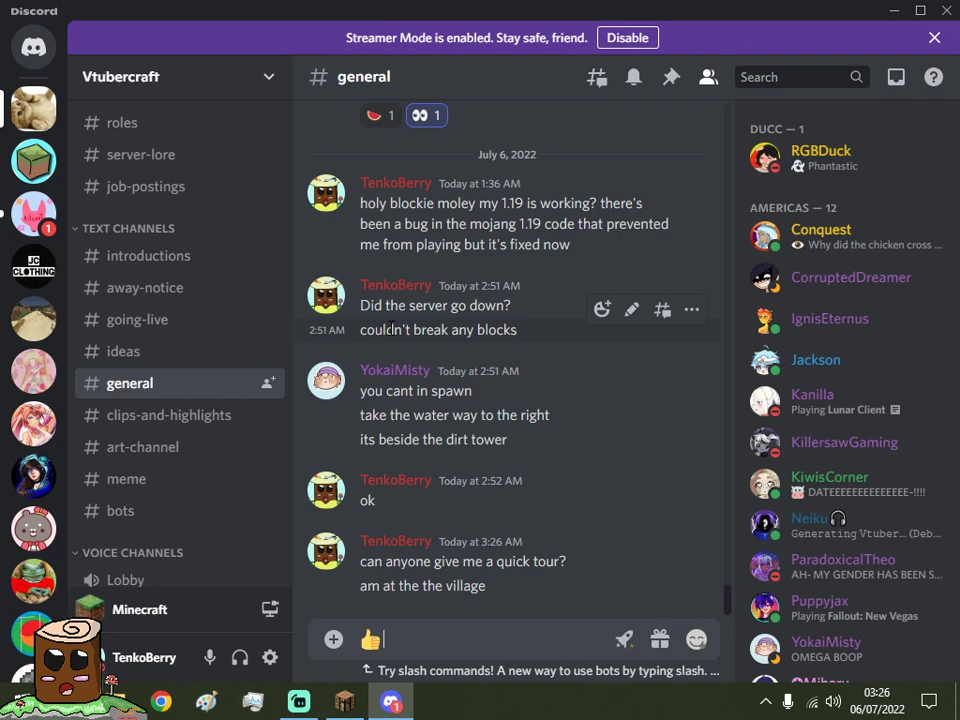 Discord
Streamer Mode is enabled. Stay safe, friend.
Disable
Vtubercraft
general
Search
roles
server-lore
job-postings
TEXT CHANNELS
introductions
away-notice
going-live
ideas
general
clips-and-highlights
art-channel
meme
bots
VOICE CHANNELS
Lobby
Minecraft
TenkoBerry
1
JC
CLOTHING
1
1
July 6, 2022
TenkoBerry Today at 1:36 AM
holy blockie moley my 1.19 is working? there's
been a bug in the mojang 1.19 code that prevented
me from playing but it's fixed now
TenkoBerry Today at 2:51 AM
Did the server go down?
2:51 AM couldn't break any blocks
YokaiMisty Today at 2:51 AM
you cant in spawn
take the water way to the right
its beside the dirt tower
TenkoBerry Today at 2:52 AM
ok
TenkoBerry Today at 3:26 AM
can anyone give me a quick tour?
am at the the village
👍
Try slash commands! A new way to use bots by typing slash. ...
DUCC — 1
RGBDuck
Phantastic
AMERICAS — 12
Conquest
Why did the chicken cross ...
CorruptedDreamer
IgnisEternus
Jackson
Kanilla
Playing Lunar Client
KillersawGaming
KiwisCorner
DATEEEEEEEEEEEEE-!!!!
Neiku
Generating Vtuber... (Deb...
ParadoxicalTheo
AH- MY GENDER HAS BEEN S...
Puppyjax
Playing Fallout: New Vegas
YokaiMisty
OMEGA BOOP
1
03:26
06/07/2022